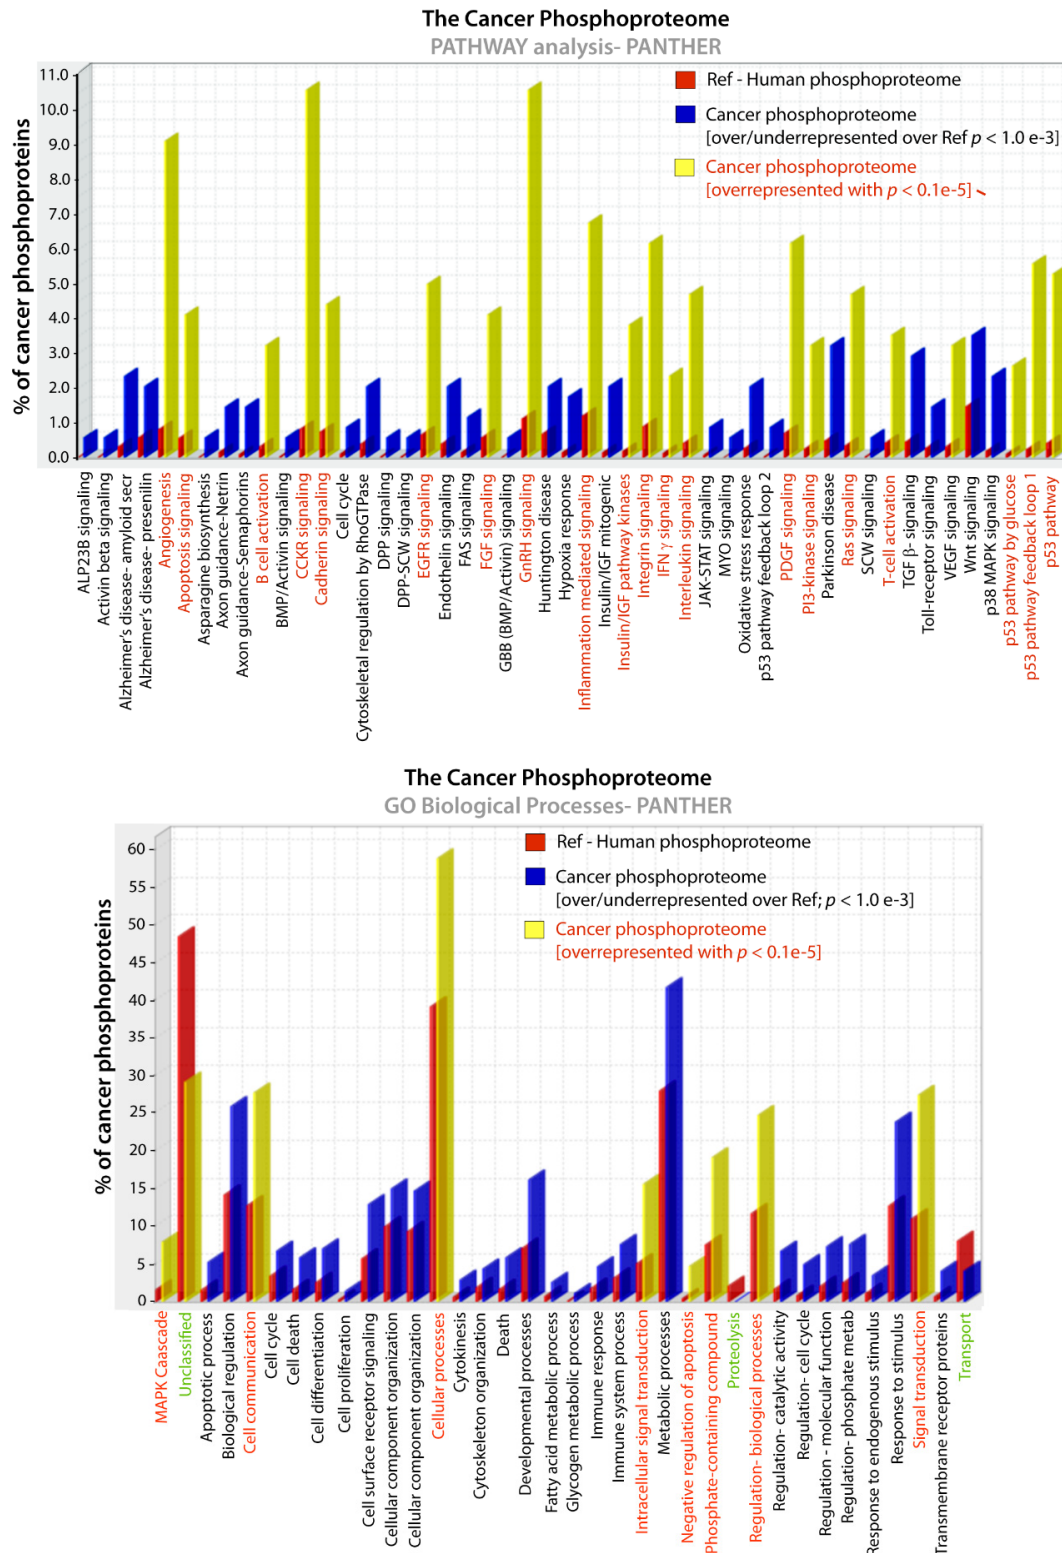 The Cancer Phosphoproteome
PATHWAY analysis- PANTHER
11.0
10.0
9.0
8.0
7.0
6.0
5.0
4.0
3.0
2.0
1.0
0.0
% of cancer phosphoproteins
Ref - Human phosphoproteome
Cancer phosphoproteome
[over/underrepresented over Ref p < 1.0 e-3]
Cancer phosphoproteome
[overrepresented with p < 0.1e-5]
ALP23B signaling
Activin beta signaling
Alzheimer's disease- amyloid secr
Alzheimer's disease- presenilin
Angiogenesis
Apoptosis signaling
Asparagine biosynthesis
Axon guidance-Netrin
Axon guidance-Semaphorins
B cell activation
BMP/Activin signaling
CCKR signaling
Cadherin signaling
Cell cycle
Cytoskeletal regulation by RhoGTPase
DPP signaling
DPP-SCW signaling
EGFR signaling
Endothelin signaling
FAS signaling
FGF signaling
GBB (BMP/Activin) signaling
GnRH signaling
Huntington disease
Hypoxia response
Inflammation mediated signaling
Insulin/IGF mitogenic
Insulin/IGF pathway kinases
Integrin signaling
IFN γ signaling
Interleukin signaling
JAK-STAT signaling
MYO signaling
Oxidative stress response
p53 pathway feedback loop 2
PDGF signaling
PI3-kinase signaling
Parkinson disease
Ras signaling
SCW signaling
T-cell activation
TGF β- signaling
Toll-receptor signaling
VEGF signaling
Wnt signaling
p38 MAPK signaling
p53 pathway by glucose
p53 pathway feedback loop 1
p53 pathway
The Cancer Phosphoproteome
GO Biological Processes- PANTHER
60
55
50
45
40
35
30
25
20
15
10
5
0
% of cancer phosphoproteins
Ref - Human phosphoproteome
Cancer phosphoproteome
[over/underrepresented over Ref; p < 1.0 e-3]
Cancer phosphoproteome
[overrepresented with p < 0.1e-5]
MAPK Caascade
Unclassified
Apoptotic process
Biological regulation
Cell communication
Cell cycle
Cell death
Cell differentiation
Cell proliferation
Cell surface receptor signaling
Cellular component organization
Cellular component organization
Cellular processes
Cytokinesis
Cytoskeleton organization
Death
Developmental processes
Fatty acid metabolic process
Glycogen metabolic process
Immune response
Immune system process
Intracellular signal transduction
Metabolic processes
Negative regulation of apoptosis
Phosphate-containing compound
Proteolysis
Regulation- biological processes
Regulation- catalytic activity
Regulation- cell cycle
Regulation - molecular function
Regulation- phosphate metab
Response to endogenous stimulus
Response to stimulus
Signal transduction
Transmembrane receptor proteins
Transport